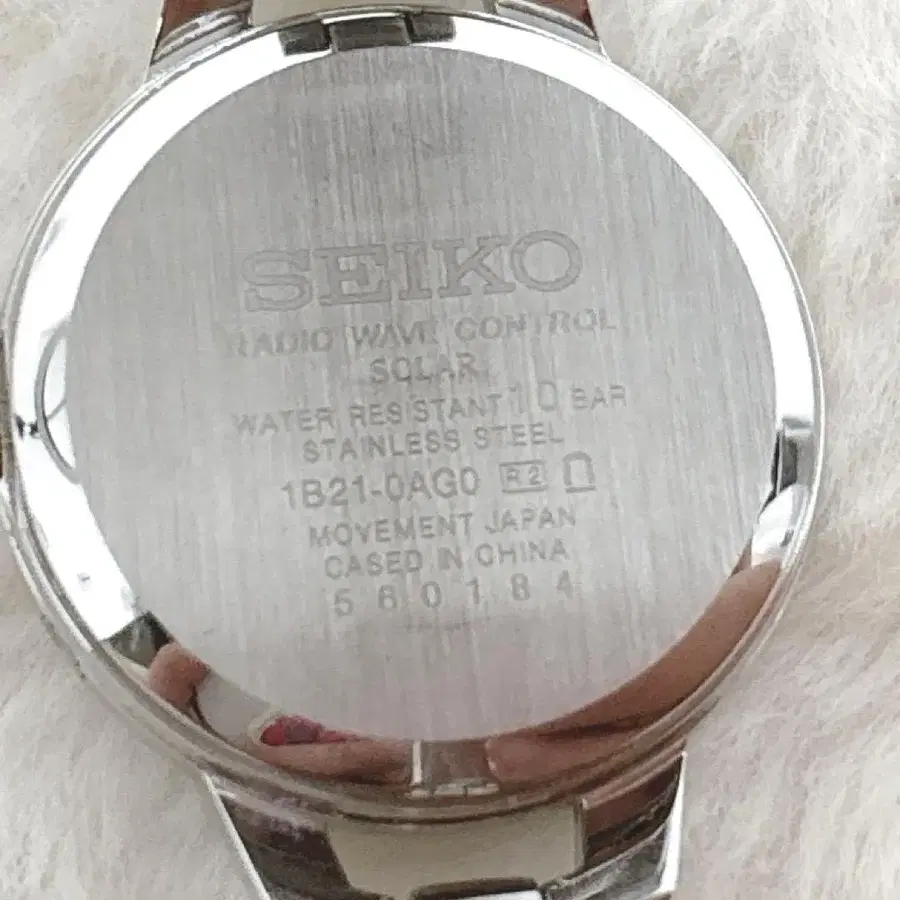 SEIKO
RADIO WAVE CONTROL
SOLAR
WATER RESISTANT 10 BAR
STAINLESS STEEL
1B21-0AG0 R2
MOVEMENT JAPAN
CASED IN CHINA
560184